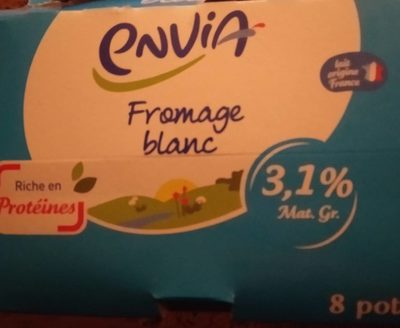 envia
Fromage
blanc
lait
origine
France
Riche en
Protéines
3,1%
Mat. Gr.
8 pot